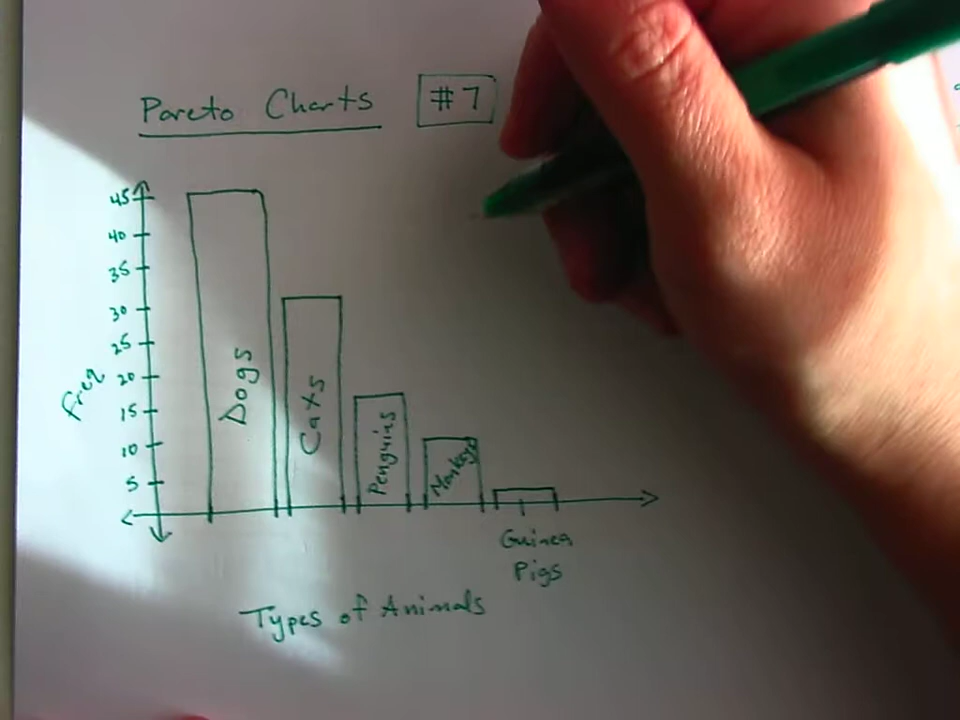 Pareto Charts #7
45
40
35
30
25
20
15
10
5
Freq
Dogs
Cats
Penguins
Monkeys
Guinea
Pigs
Types of Animals